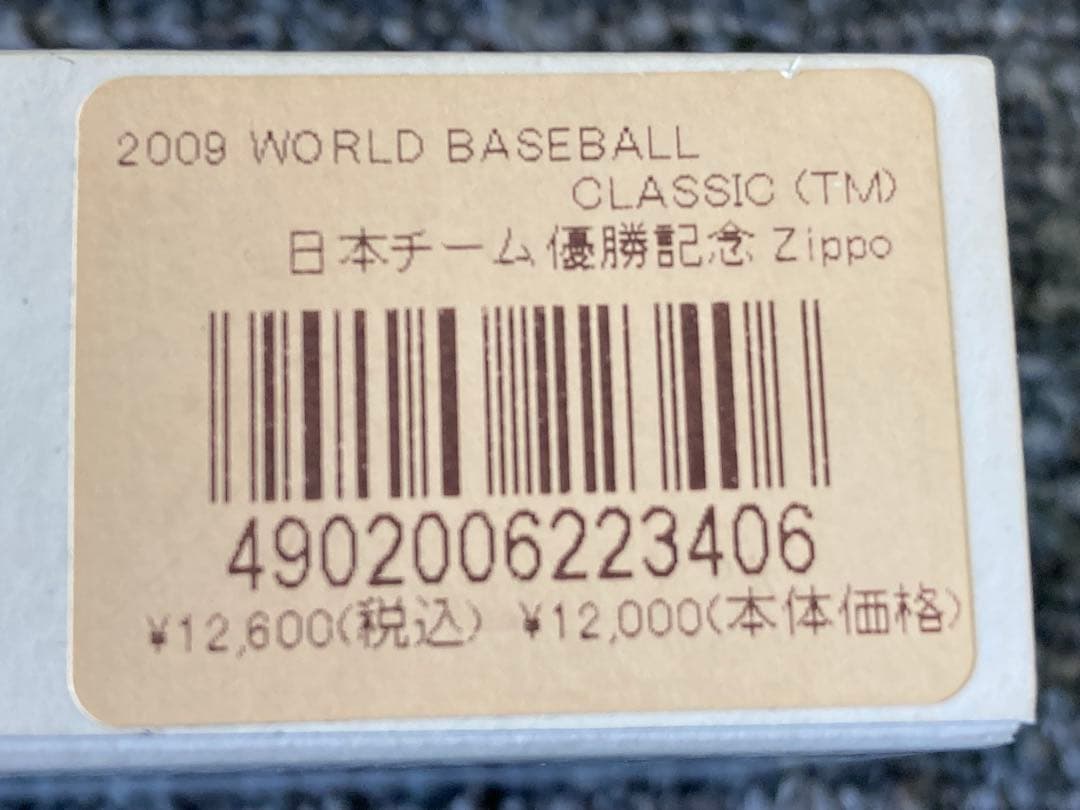 2009 WORLD BASEBALL
CLASSIC (TM)
日本チーム優勝記念 Zippo
4902006223406
¥12,600(税込) ¥12,000(本体価格)